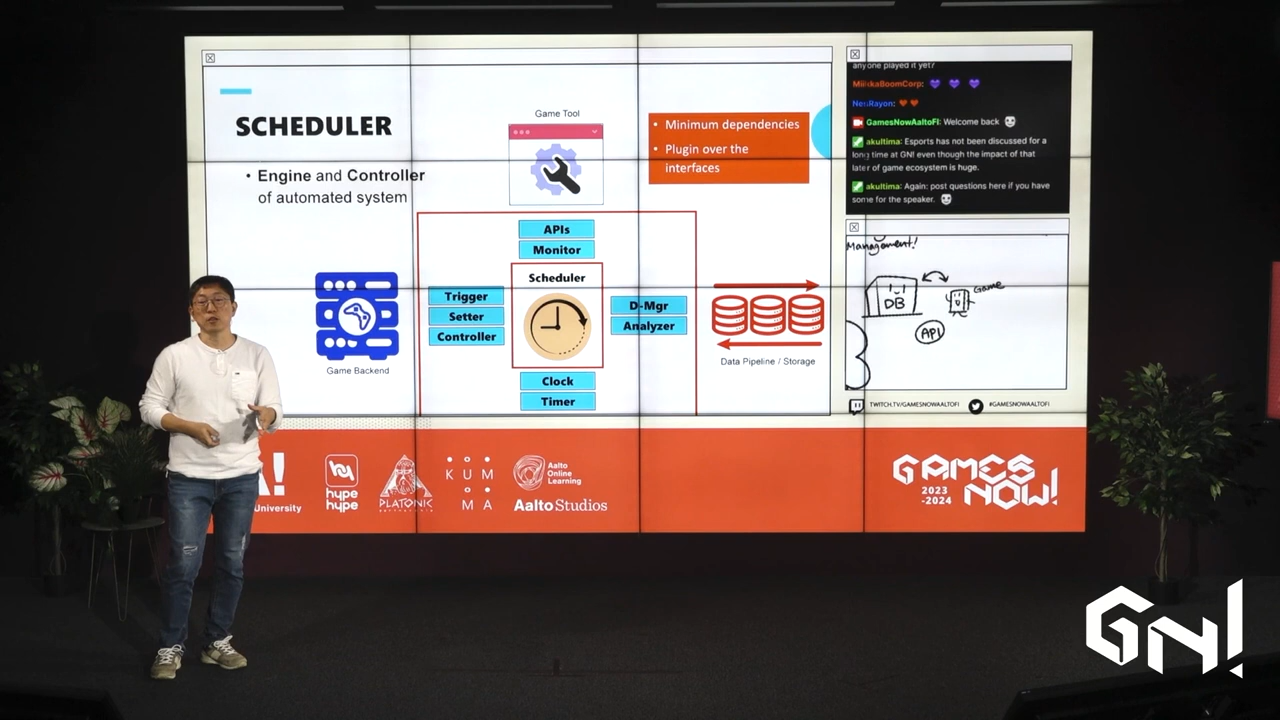 SCHEDULER
• Engine and Controller
of automated system
Game Tool
• Minimum dependencies
• Plugin over the
interfaces
APIs
Monitor
Scheduler
Trigger
Setter
Controller
D-Mgr
Analyzer
Clock
Timer
Game Backend
Data Pipeline / Storage
anyone played it yet?
MiikkaBoomCorp:
NeuRayon:
GamesNowAaltoFI: Welcome back
akultima: Esports has not been discussed for a
long time at GN! even though the impact of that
later of game ecosystem is huge.
akultima: Again: post questions here if you have
some for the speaker.
Management!
DB
Game
API
TWITCH.TV/GAMESNOWAALTOFI
#GAMESNOWAALTOFI
!
University
hype
hype
PLATONIC
KUM
MA
Aalto
Online
Learning
Aalto Studios
GAMES
NOW!
2023
-2024
GN!